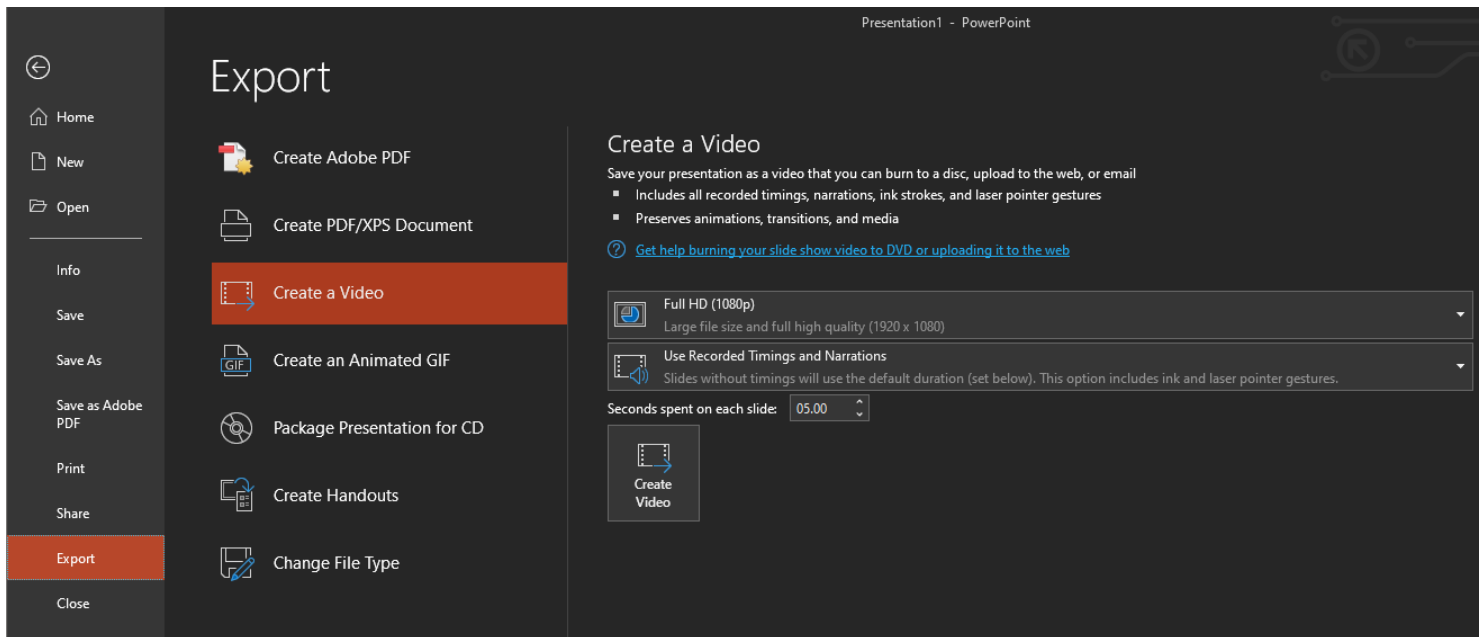 Presentation1 - PowerPoint
Export
Home
New
Open
Info
Save
Save As
Save as Adobe
PDF
Print
Share
Export
Close
Create Adobe PDF
Create PDF/XPS Document
Create a Video
Create an Animated GIF
GIF
Package Presentation for CD
Create Handouts
Change File Type
Create a Video
Save your presentation as a video that you can burn to a disc, upload to the web, or email
Includes all recorded timings, narrations, ink strokes, and laser pointer gestures
Preserves animations, transitions, and media
? Get help burning your slide show video to DVD or uploading it to the web
Full HD (1080p)
Large file size and full high quality (1920 x 1080)
Use Recorded Timings and Narrations
Slides without timings will use the default duration (set below). This option includes ink and laser pointer gestures.
Seconds spent on each slide: 05.00
Create
Video